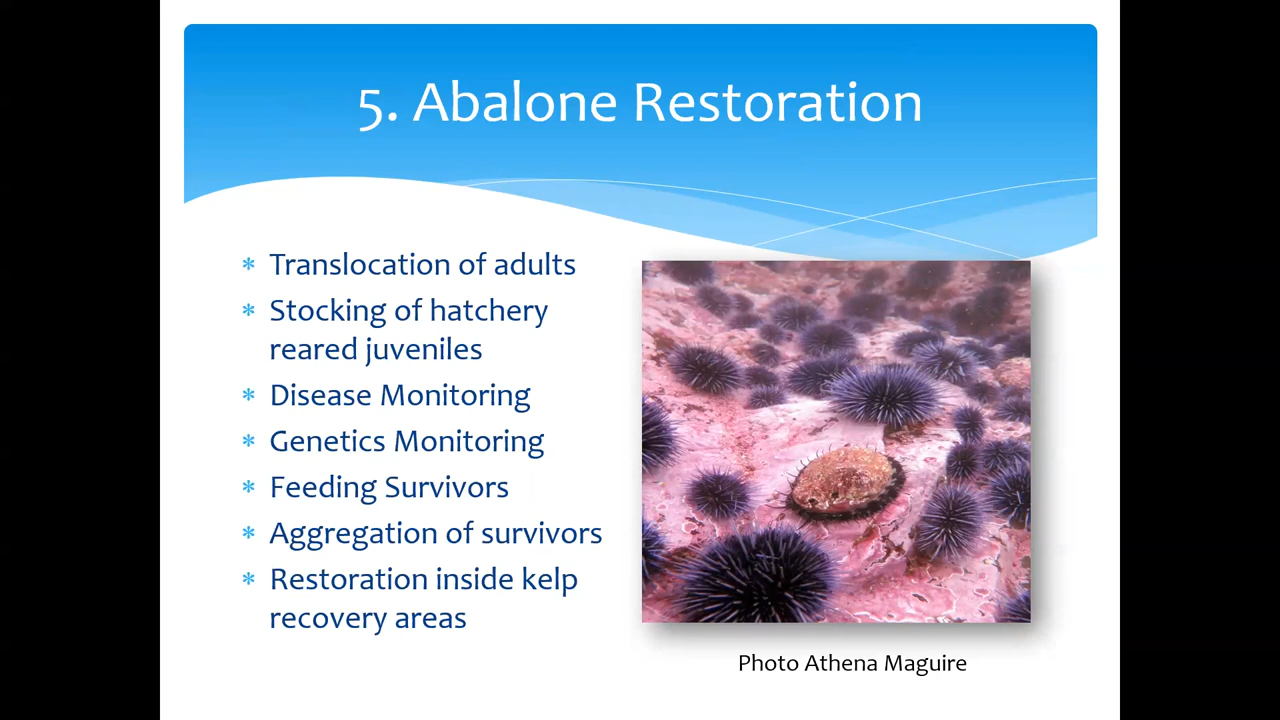 5. Abalone Restoration
* Translocation of adults
* Stocking of hatchery
reared juveniles
* Disease Monitoring
* Genetics Monitoring
* Feeding Survivors
* Aggregation of survivors
* Restoration inside kelp
recovery areas
Photo Athena Maguire